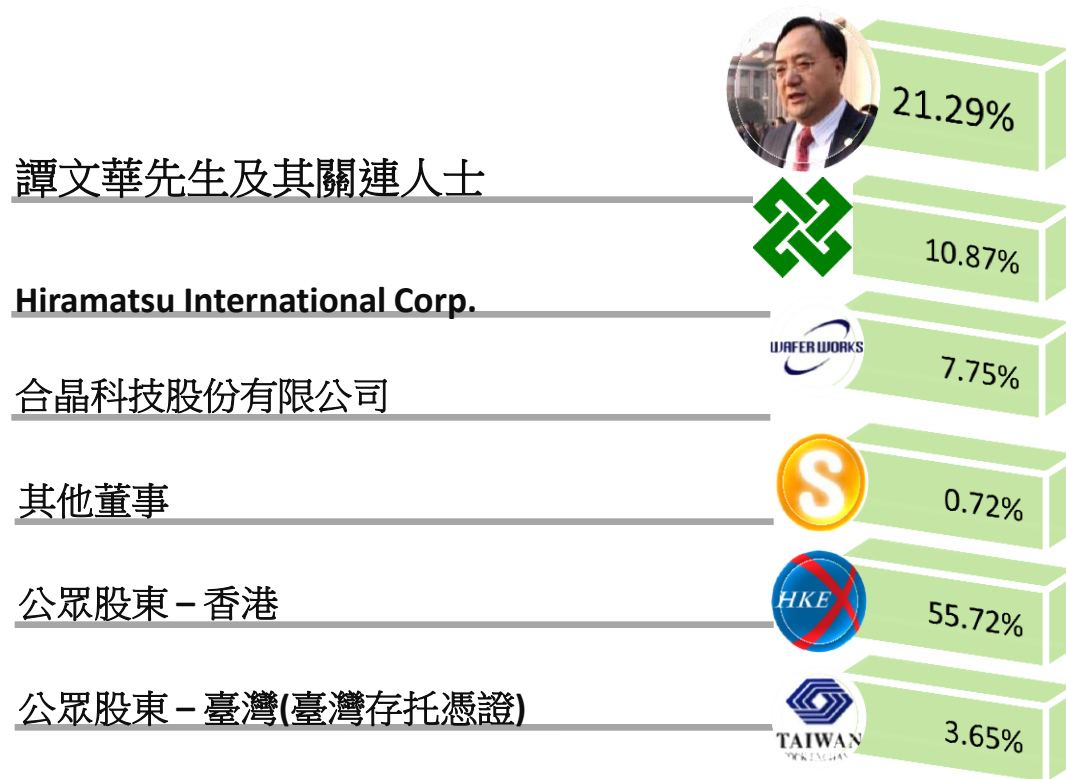 21.29%
譚文華先生及其關連人士
10.87%
Hiramatsu International Corp.
WAFER WORKS
7.75%
合晶科技股份有限公司
其他董事
S
0.72%
公眾股東 – 香港
HKEX
55.72%
公眾股東 – 臺灣(臺灣存托憑證)
TAIWAN
3.65%